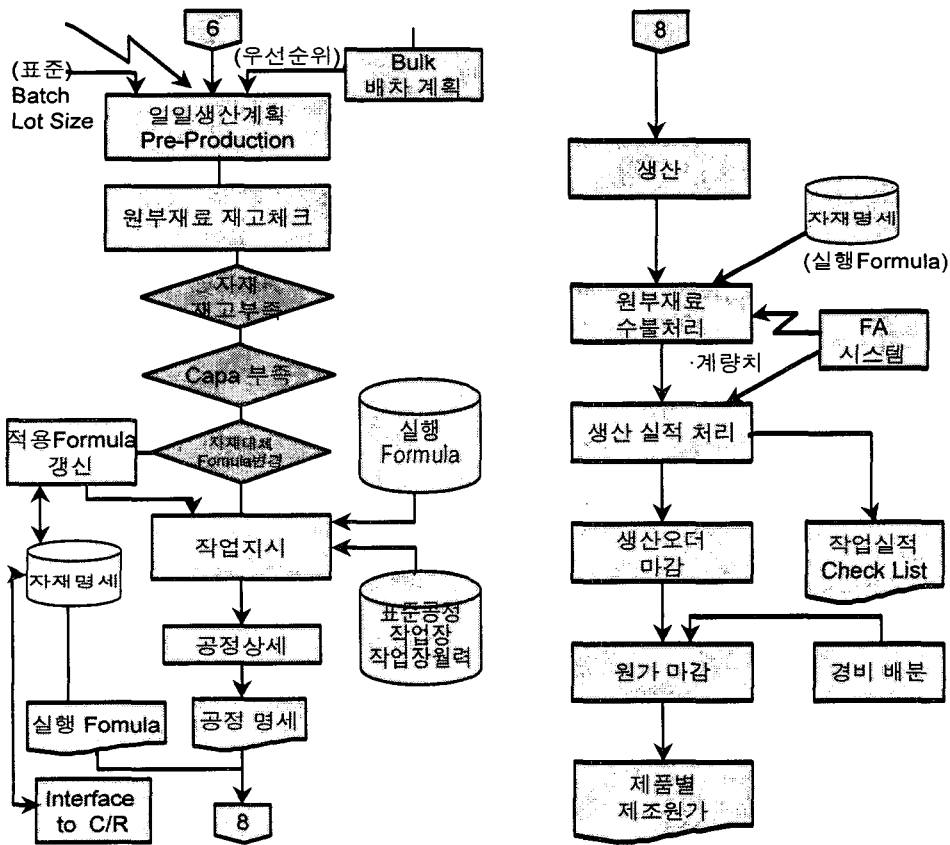 6
(우선순위)
(표준)
Batch
Lot Size
Bulk
배차 계획
일일생산계획
Pre-Production
원부재료 재고체크
자재
재고부족
Capa 부족
적용Formula
갱신
자재대체
Fomula변경
실행
Formula
작업지시
자재명세
표준공정
작업장
작업장월력
공정상세
실행 Fomula
공정 명세
Interface
to C/R
8
8
생산
자재명세
(실행Formula)
원부재료
수불처리
FA
시스템
·계량치
생산 실적 처리
생산오더
마감
작업실적
Check List
원가 마감
경비 배분
제품별
제조원가